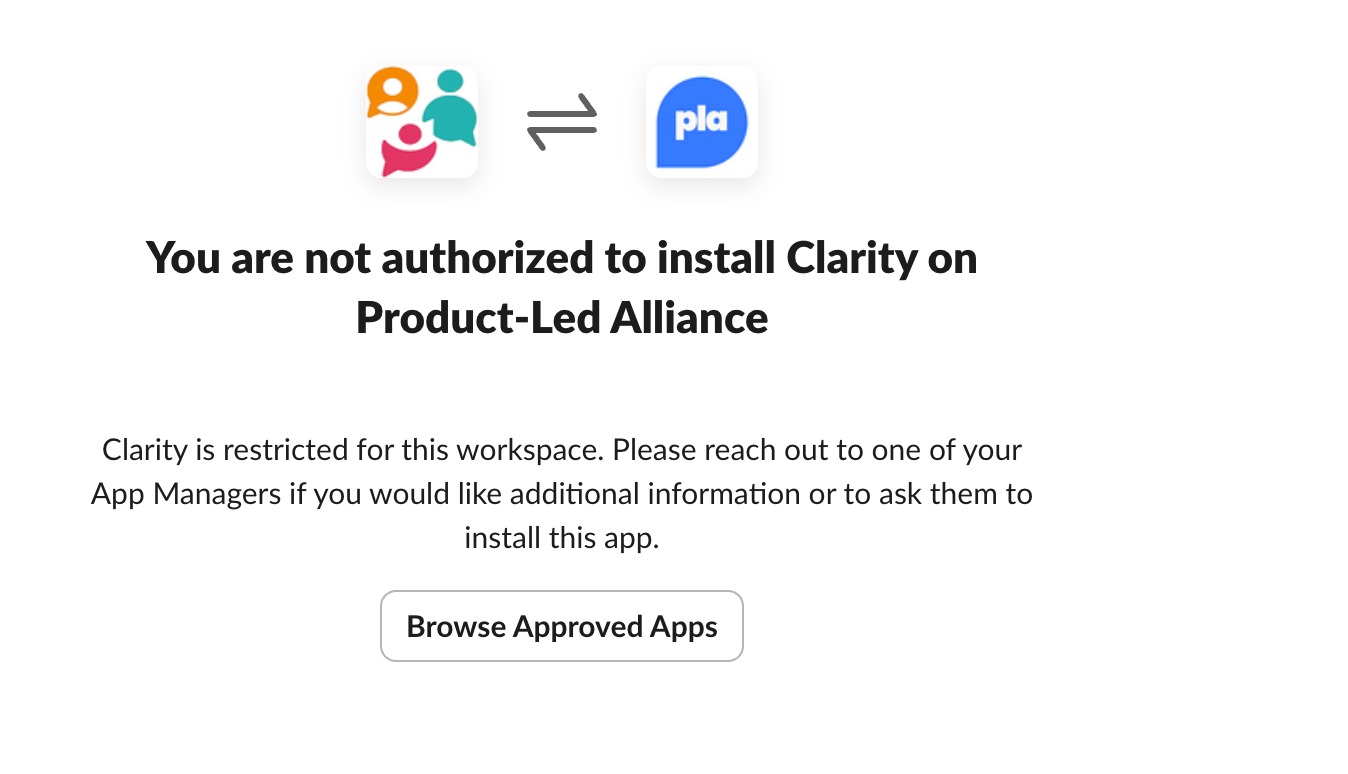 pla
You are not authorized to install Clarity on
Product-Led Alliance
Clarity is restricted for this workspace. Please reach out to one of your
App Managers if you would like additional information or to ask them to
install this app.
Browse Approved Apps